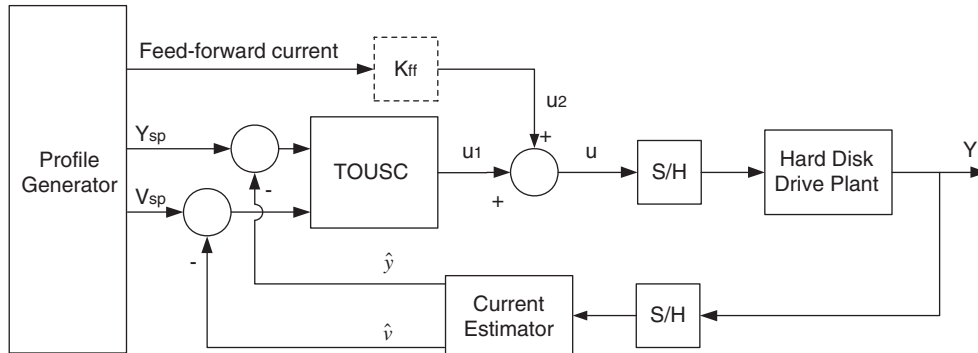 Feed-forward current
Kff
u2
+
Ysp
Profile
Generator
-
TOUSC
u1
+
u
S/H
Hard Disk
Drive Plant
Y
Vsp
-
ŷ
v̂
Current
Estimator
S/H